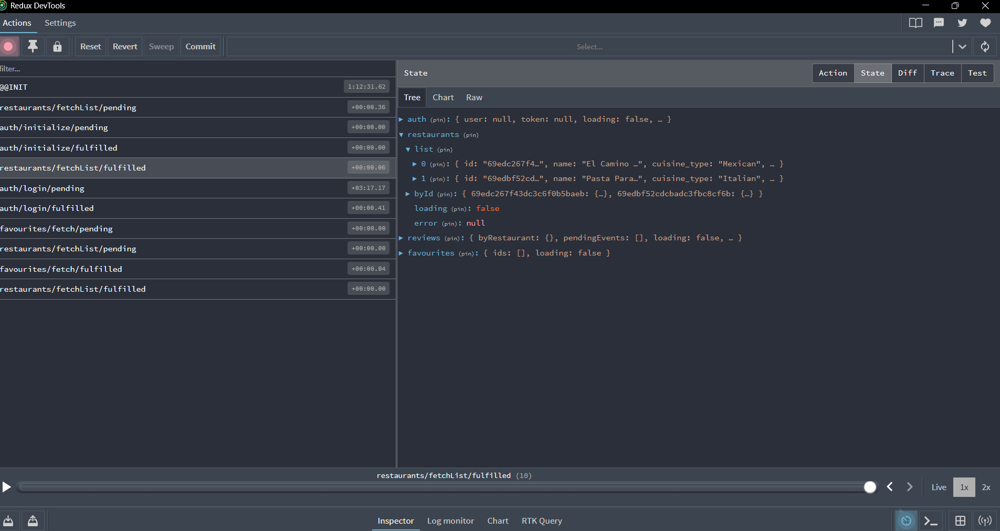 Redux DevTools
Actions Settings
Reset Revert Sweep Commit Select...
filter...
@@INIT 1:12:31.62
restaurants/fetchList/pending +00:00.36
auth/initialize/pending +00:00.00
auth/initialize/fulfilled +00:00.00
restaurants/fetchList/fulfilled +00:00.06
auth/login/pending +03:17.17
auth/login/fulfilled +00:00.41
favourites/fetch/pending +00:00.00
restaurants/fetchList/pending +00:00.00
favourites/fetch/fulfilled +00:00.04
restaurants/fetchList/fulfilled +00:00.00
State Action State Diff Trace Test
Tree Chart Raw
auth (pin): { user: null, token: null, loading: false, … }
restaurants (pin)
list (pin)
0 (pin): { id: "69edc267f4…", name: "El Camino …", cuisine_type: "Mexican", … }
1 (pin): { id: "69edbf52cd…", name: "Pasta Para…", cuisine_type: "Italian", … }
byId (pin): { 69edc267f43dc3c6f0b5baeb: {…}, 69edbf52cdcbadc3fbc8cf6b: {…} }
loading (pin): false
error (pin): null
reviews (pin): { byRestaurant: {}, pendingEvents: [], loading: false, … }
favourites (pin): { ids: [], loading: false }
restaurants/fetchList/fulfilled (10)
Live 1x 2x
Inspector Log monitor Chart RTK Query